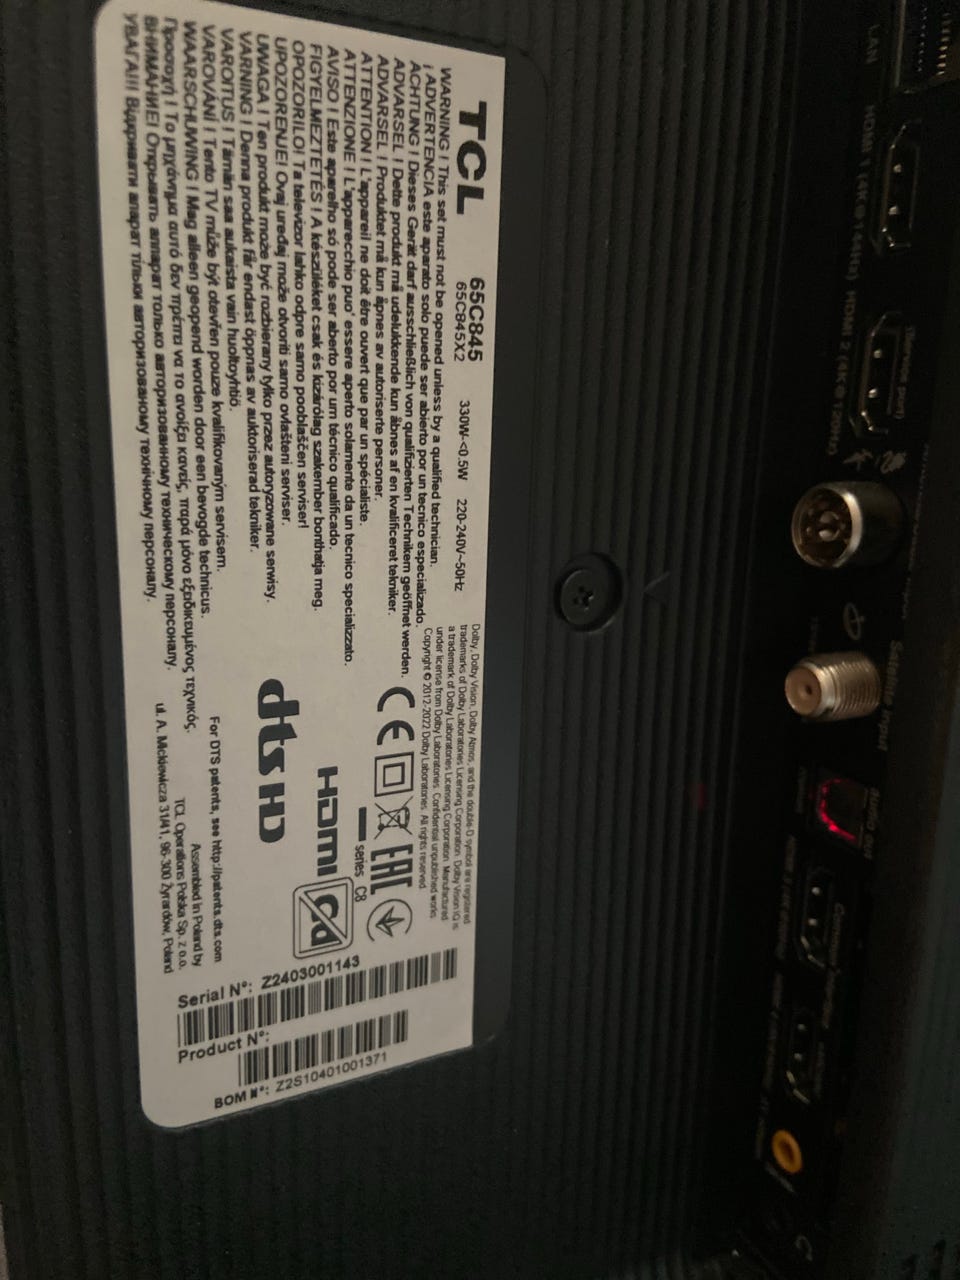 TCL
65C845 330W-<0.5W 220-240V~50Hz
65C845X2
WARNING ! This set must not be opened unless by a qualified technician.
¡ ADVERTENCIA este aparato solo puede ser abierto por un tecnico especializado.
ACHTUNG ! Dieses Gerät darf ausschließlich von qualifizierten Technikern geöffnet werden.
ADVARSEL ! Dette produkt må udelukkende kun åbnes af en kvalificeret tekniker.
ADVARSEL ! Produktet må kun åpnes av autoriserte personer.
ATTENTION ! L'appareil ne doit être ouvert que par un spécialiste.
ATTENZIONE ! L'apparecchio puo' essere aperto solamente da un tecnico specializzato.
AVISO ! Este aparelho só pode ser aberto por um técnico qualificado.
FIGYELMEZTETÉS ! A készüléket csak és kizárólag szakember bonthatja meg.
OPOZORILO! Ta televizor lahko odpre samo pooblaščen serviser!
UPOZORENJE! Ovaj uređaj može otvoriti samo ovlašteni serviser.
UWAGA ! Ten produkt może być rozbierany tylko przez autoryzowane serwisy.
VARNING ! Denna produkt får endast öppnas av auktoriserad tekniker.
VAROITUS ! Tämän saa aukaista vain huoltoyhtiö.
VAROVÁNÍ ! Tento TV může být otevřen pouze kvalifikovaným servisem.
WAARSCHUWING ! Mag alleen geopend worden door een bevogde technicus.
Προσοχή ! Το μηχάνημα αυτό δεν πρέπει να το ανοίξει κανείς, παρά μόνο εξειδικευμένος τεχνικός.
ВНИМАНИЕ! Открывать аппарат только авторизованному техническому персоналу.
УВАГА!!! Відкривати апарат тільки авторизованому технічному персоналу.
Dolby, Dolby Vision, Dolby Atmos, and the double-D symbol are registered
trademarks of Dolby Laboratories Licensing Corporation. Dolby Vision IQ is
a trademark of Dolby Laboratories Licensing Corporation. Manufactured
under license from Dolby Laboratories. Confidential unpublished works.
Copyright © 2012-2022 Dolby Laboratories. All rights reserved.
CE EAC
series C8
HDMI
dts HD
For DTS patents, see http://patents.dts.com
Assembled in Poland by
TCL Operations Polska Sp. z o.o.
ul. A. Mickiewicza 31/41, 96-300 Żyrardów, Poland
Serial N°: Z2403001143
Product N°:
BOM N°: Z2S10401001371
LAN
HDMI 1 (4K@144Hz)
HDMI 2 (4K@120Hz)
Satellite input